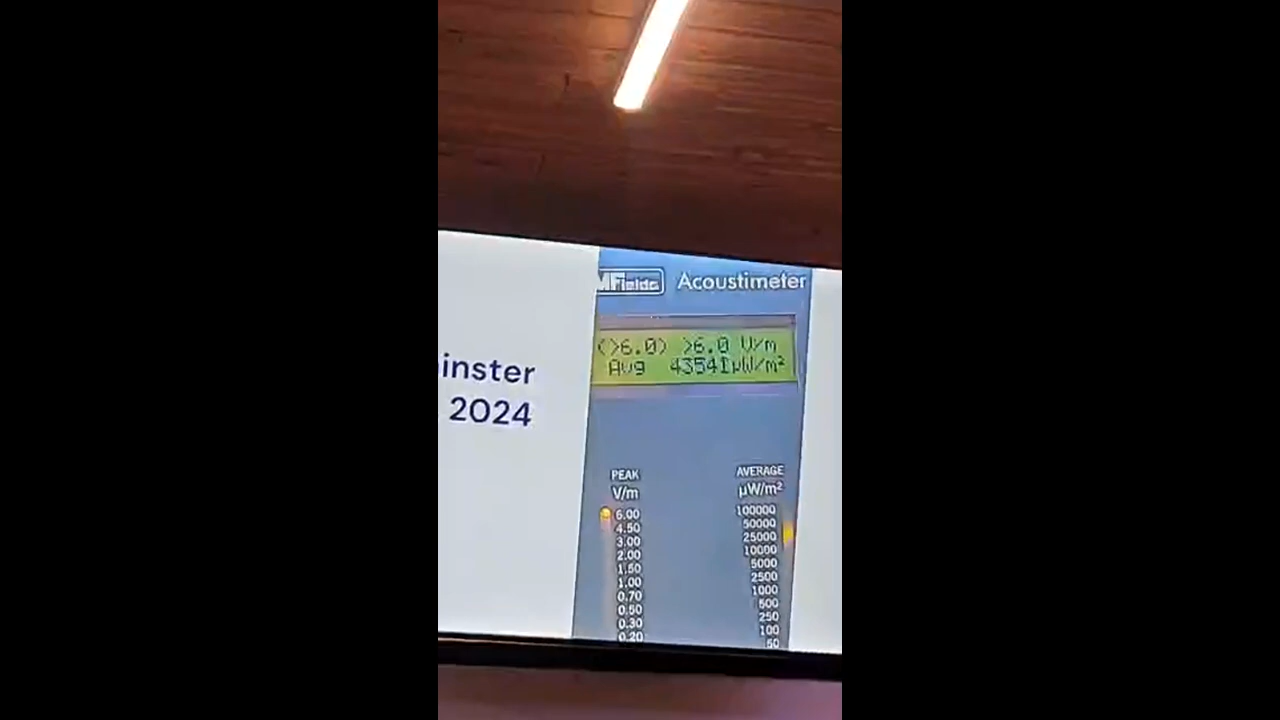 MFields Acoustimeter
(>6.0) >6.0 V/m
Avg 43541µW/m²
inster
2024
PEAK
V/m
6.00
4.50
3.00
2.00
1.50
1.00
0.70
0.50
0.30
0.20
AVERAGE
µW/m²
100000
50000
25000
10000
5000
2500
1000
500
250
100
50